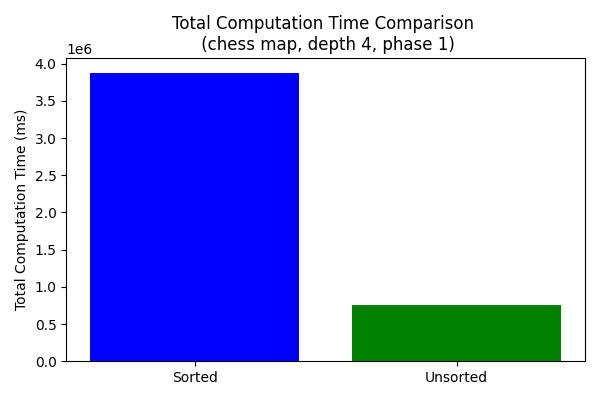 Total Computation Time Comparison
(chess map, depth 4, phase 1)
1e6
Total Computation Time (ms)
4.0
3.5
3.0
2.5
2.0
1.5
1.0
0.5
0.0
Sorted
Unsorted